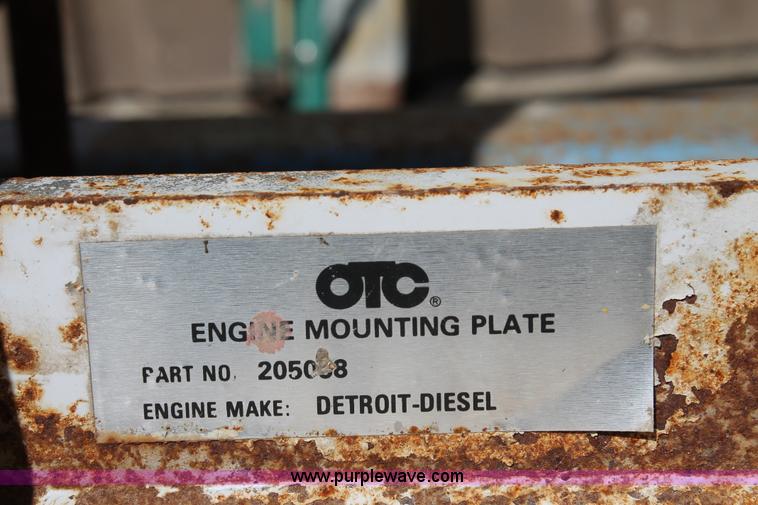 OTC®
ENGINE MOUNTING PLATE
PART NO.
ENGINE MAKE: DETROIT-DIESEL
www.purplewave.com